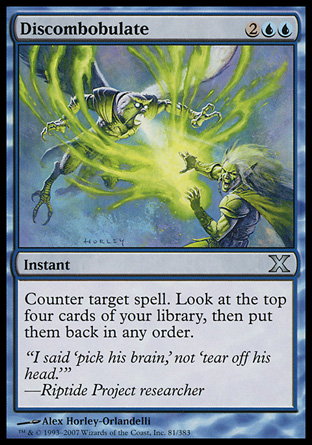 Discombobulate 2
HORLEY
Instant X
Counter target spell. Look at the top
four cards of your library, then put
them back in any order.
“I said ‘pick his brain,’ not ‘tear off his
head.’”
—Riptide Project researcher
Alex Horley-Orlandelli
™ & © 1993–2007 Wizards of the Coast, Inc. 81/383